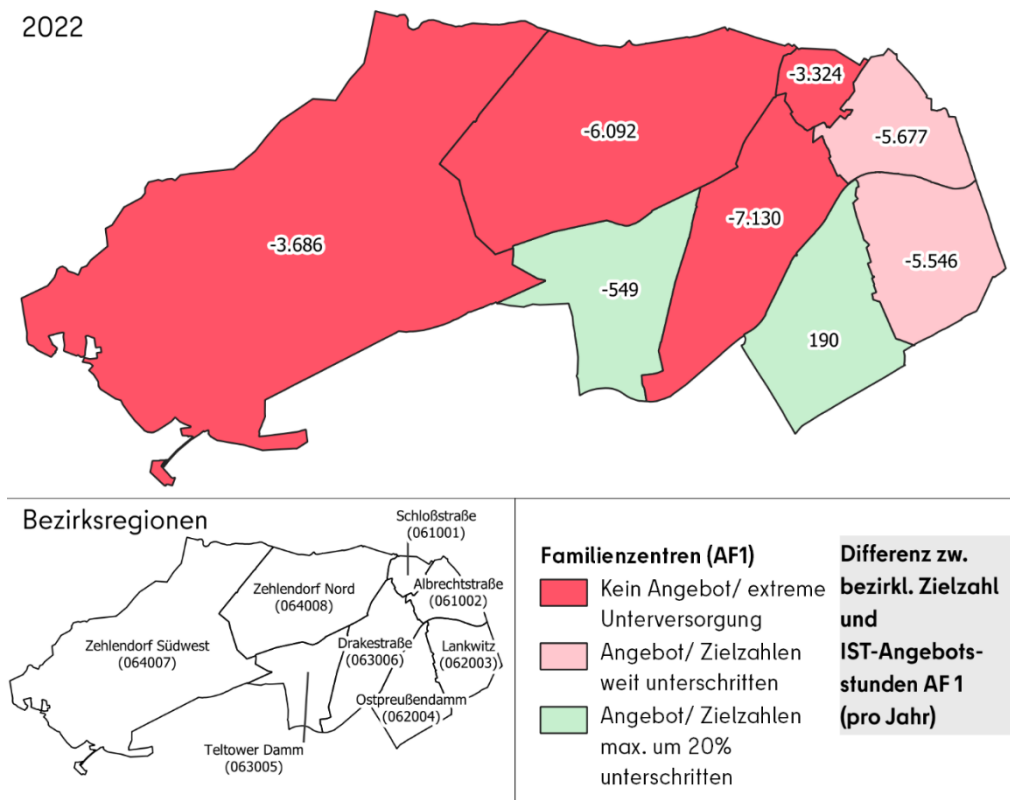 2022
-3.324
-6.092
-5.677
-7.130
-3.686
-5.546
-549
190
Bezirksregionen
Schloßstraße
(061001)
Zehlendorf Nord
(064008)
Albrechtstraße
(061002)
Zehlendorf Südwest
(064007)
Drakestraße
(063006)
Lankwitz
(062003)
Ostpreußendamm
(062004)
Teltower Damm
(063005)
Familienzentren (AF1)
Kein Angebot/ extreme
Unterversorgung
Angebot/ Zielzahlen
weit unterschritten
Angebot/ Zielzahlen
max. um 20%
unterschritten
Differenz zw.
bezirkl. Zielzahl
und
IST-Angebots-
stunden AF 1
(pro Jahr)